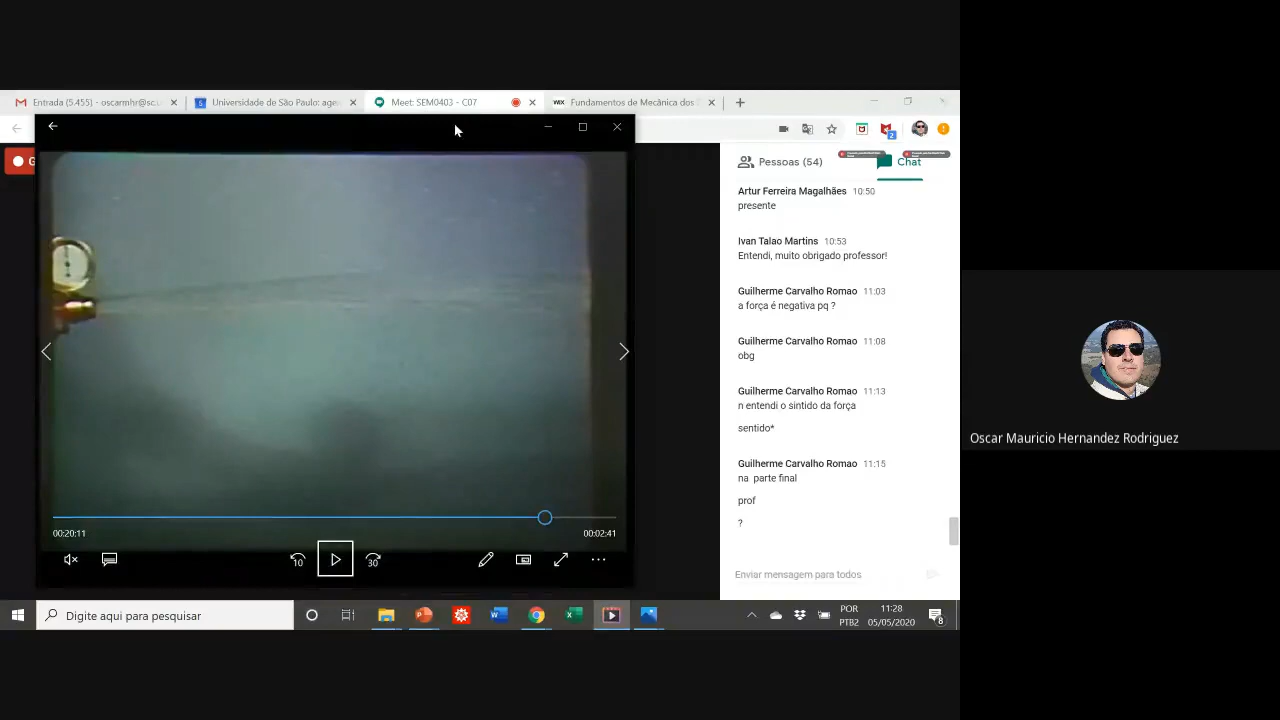 Entrada (5.455) - oscarmhr@sc.
Universidade de São Paulo: age
Meet: SEM0403 - C07
WIX
Fundamentos de Mecânica dos
Pessoas (54)
Chat
Artur Ferreira Magalhães 10:50
presente
Ivan Talao Martins 10:53
Entendi, muito obrigado professor!
Guilherme Carvalho Romao 11:03
a força é negativa pq ?
Guilherme Carvalho Romao 11:08
obg
Guilherme Carvalho Romao 11:13
n entendi o sintido da força
sentido*
Guilherme Carvalho Romao 11:15
na parte final
prof
?
Enviar mensagem para todos
00:20:11
00:02:41
10
30
Digite aqui para pesquisar
POR
PTB2
11:28
05/05/2020
8
Oscar Mauricio Hernandez Rodriguez